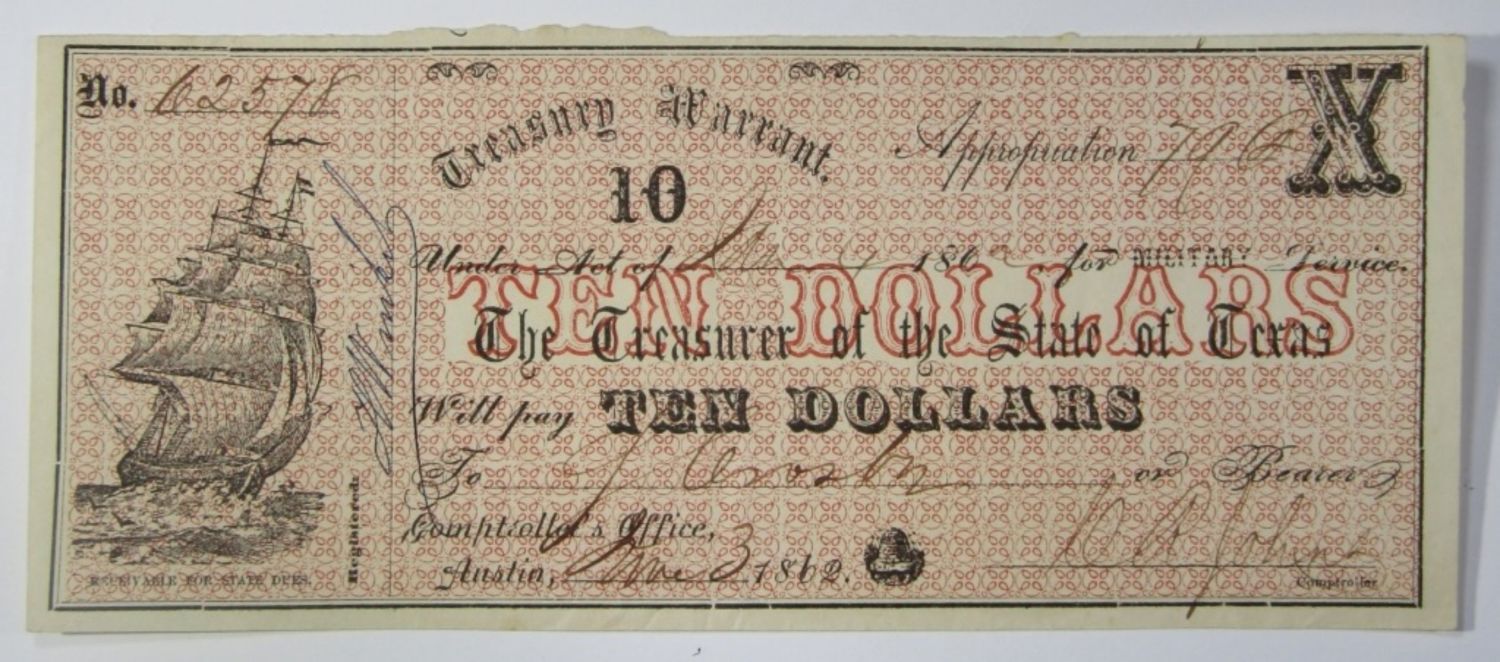 No. 62578
Treasury Warrant.
Appropriation
X
10
Under Act of 186 , for MILITARY Service.
TEN DOLLARS
The Treasurer of the State of Texas
Will pay TEN DOLLARS
To or Bearer
Comptroller's Office,
Austin, 3 1862.
Registered:
RECEIVABLE FOR STATE DUES.
Comptroller